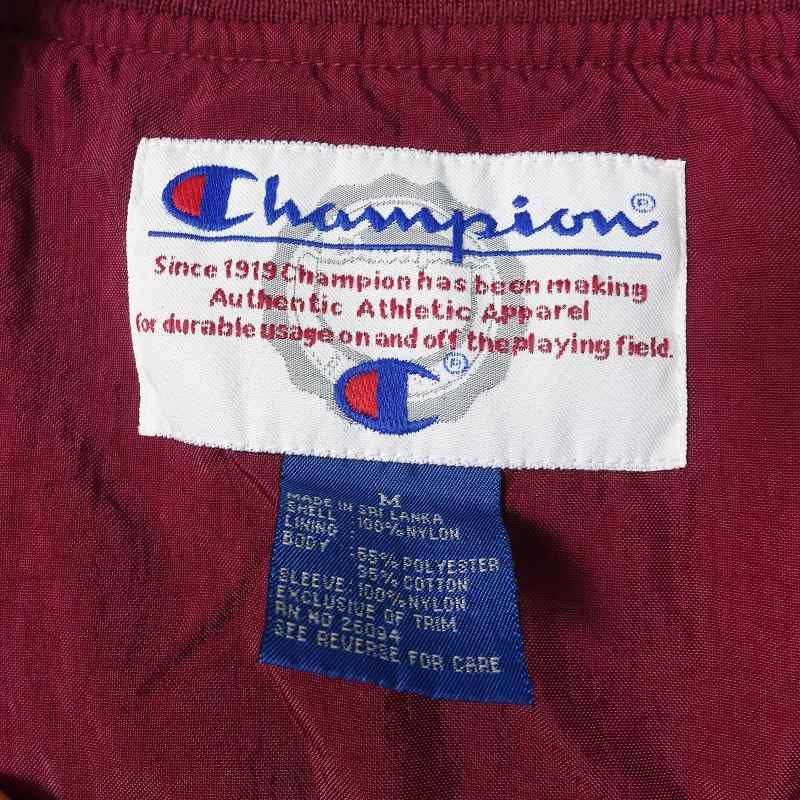 Champion®
Since 1919 Champion has been making
Authentic Athletic Apparel
for durable usage on and off the playing field.
C®
M
MADE IN SRI LANKA
SHELL : 100% NYLON
LINING :
BODY : 65% POLYESTER
35% COTTON
SLEEVE : 100% NYLON
EXCLUSIVE OF TRIM
RN NO 26094
SEE REVERSE FOR CARE